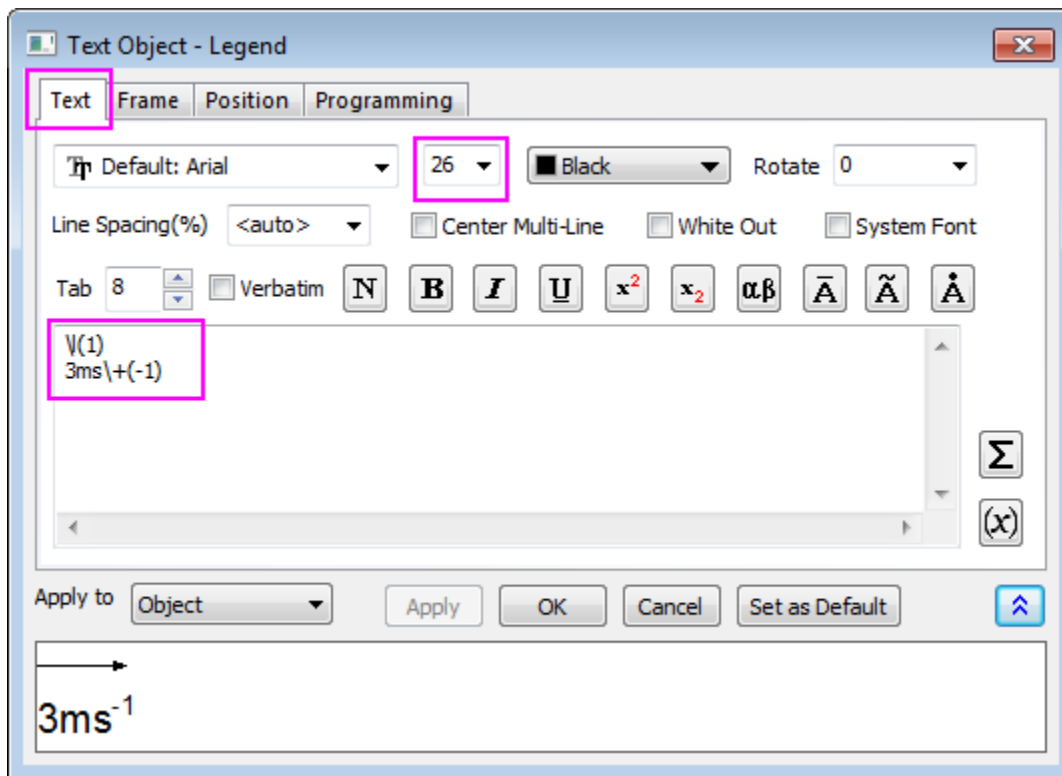 Text Object - Legend
Text Frame Position Programming
Default: Arial 26 Black Rotate 0
Line Spacing(%) <auto> Center Multi-Line White Out System Font
Tab 8 Verbatim N B I U x² x₂ αβ Ā Ã Å
\l(1)
3ms\+(-1)
Σ
(x)
Apply to Object Apply OK Cancel Set as Default
3ms⁻¹